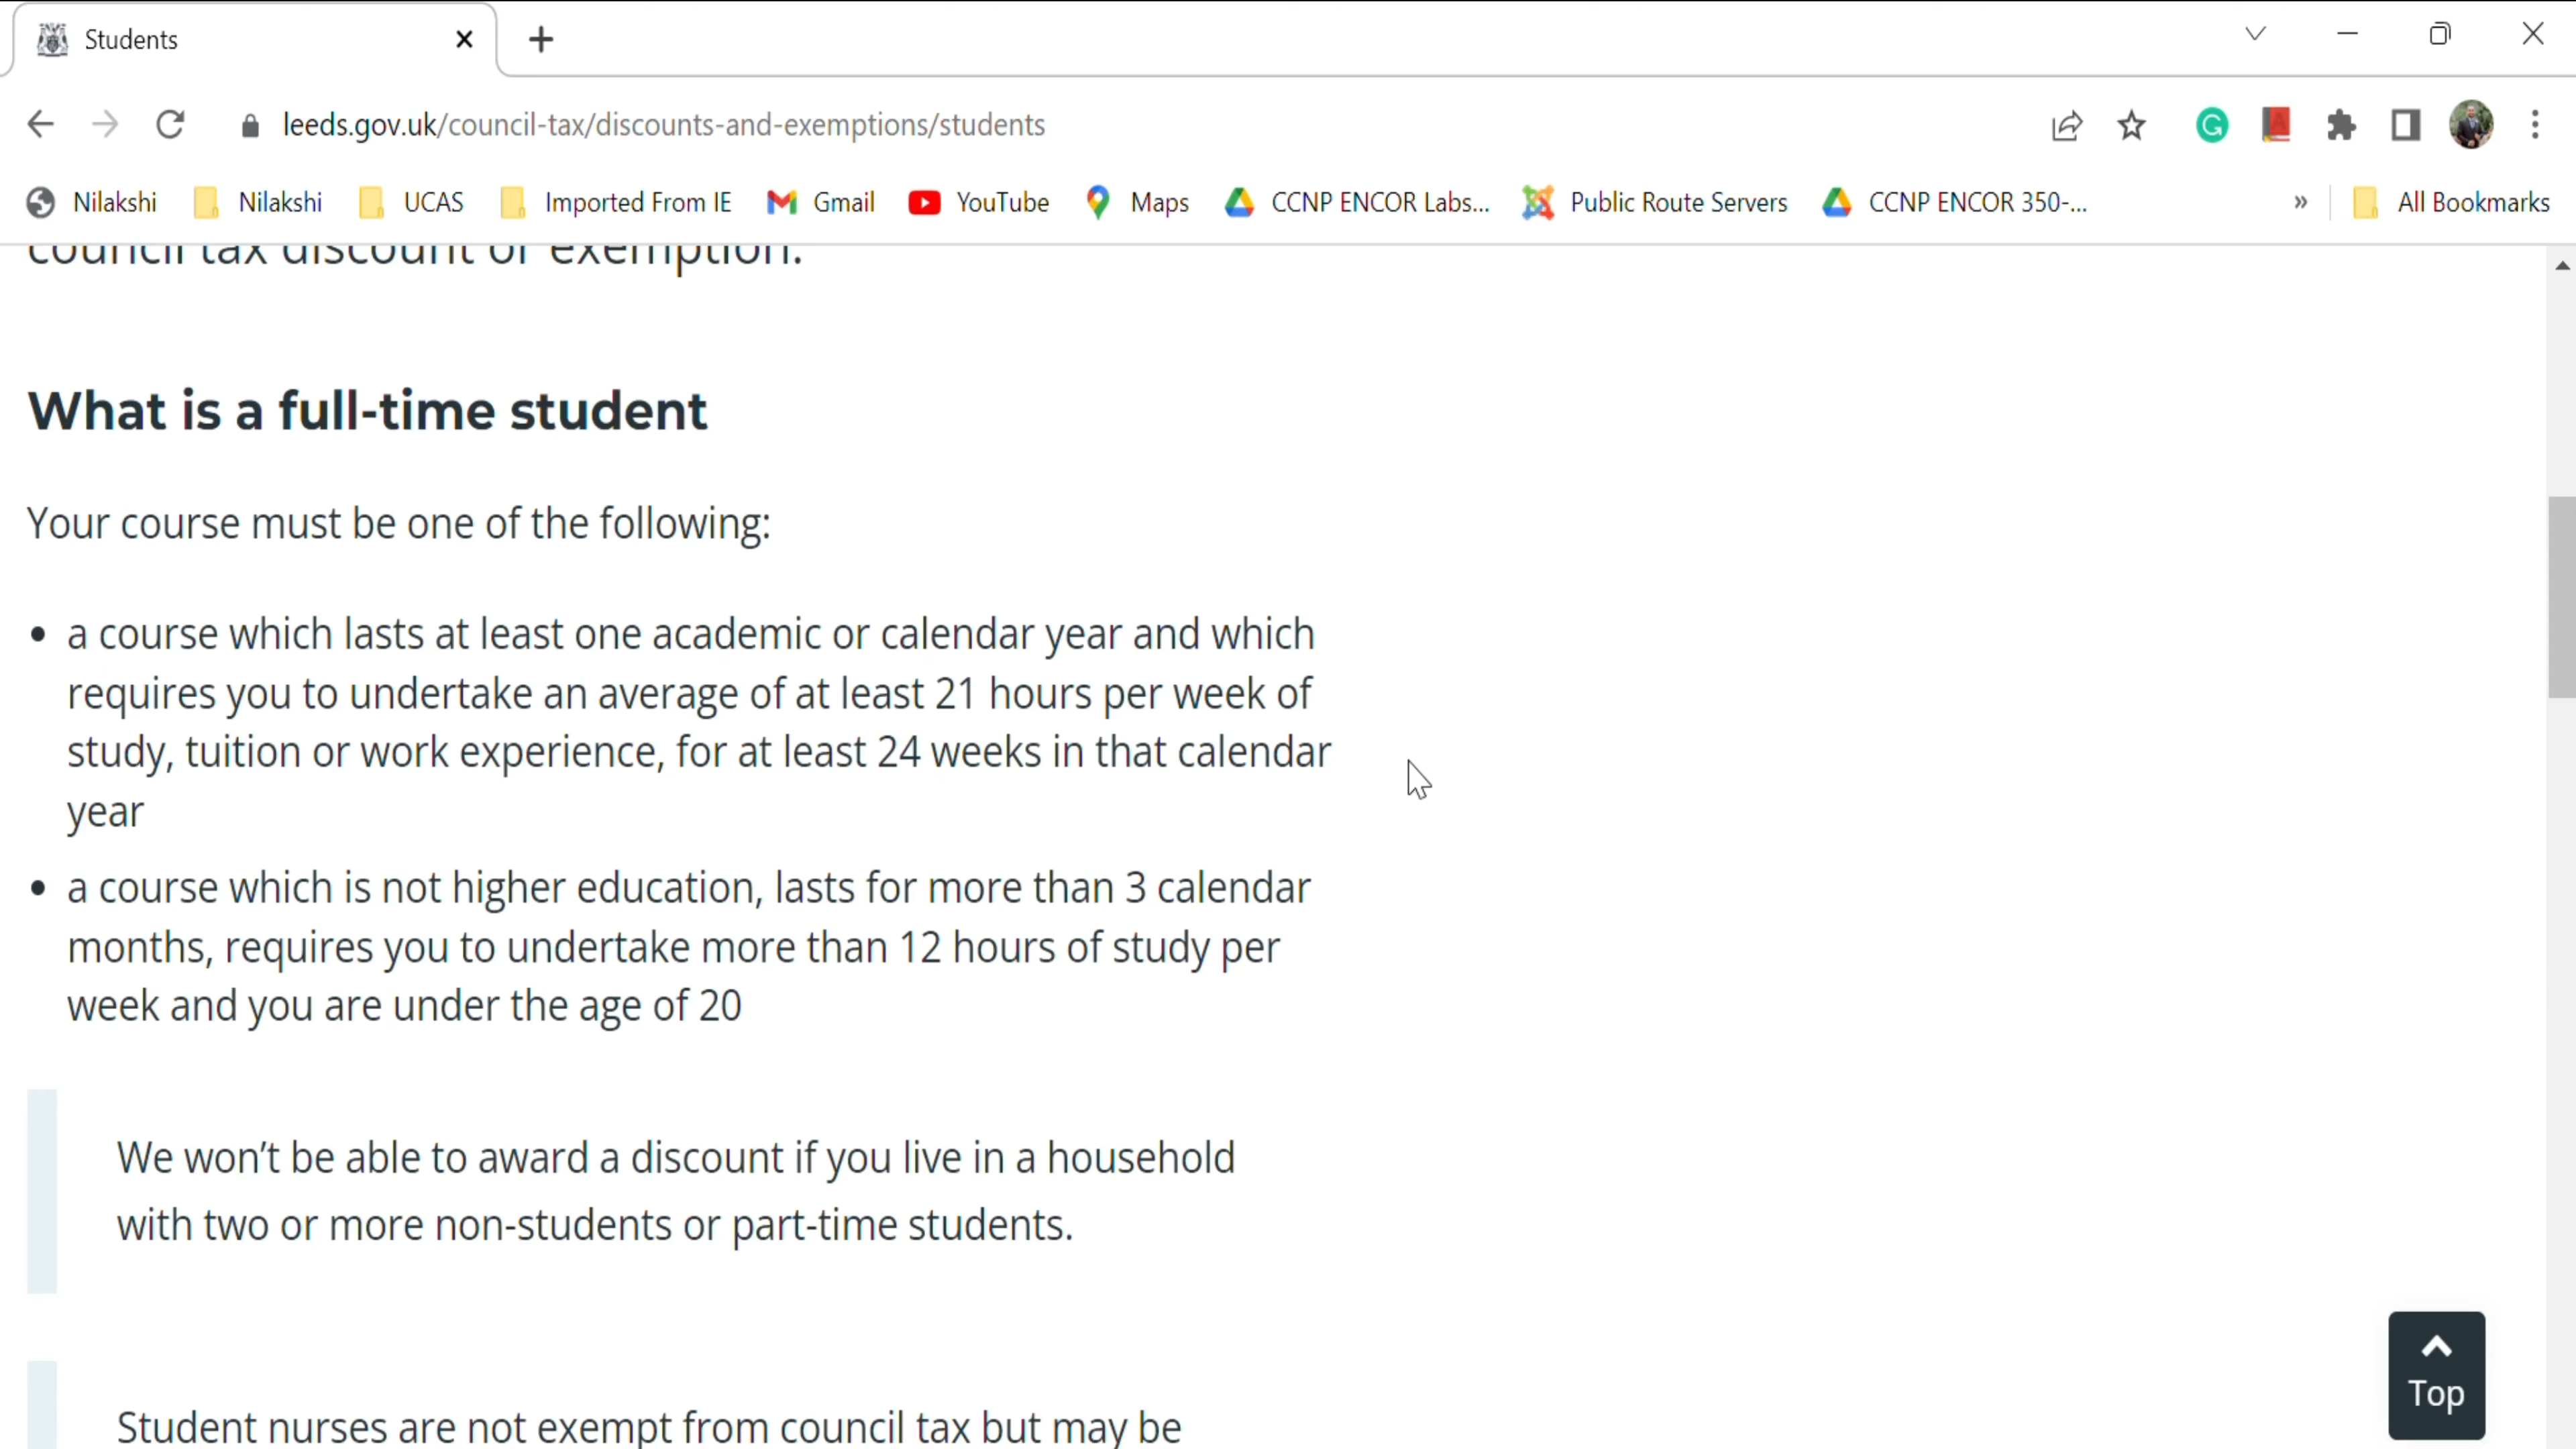 Students
leeds.gov.uk/council-tax/discounts-and-exemptions/students
Nilakshi Nilakshi UCAS Imported From IE Gmail YouTube Maps CCNP ENCOR Labs... Public Route Servers CCNP ENCOR 350-... » All Bookmarks
council tax discount or exemption.
What is a full-time student
Your course must be one of the following:
• a course which lasts at least one academic or calendar year and which
requires you to undertake an average of at least 21 hours per week of
study, tuition or work experience, for at least 24 weeks in that calendar
year
• a course which is not higher education, lasts for more than 3 calendar
months, requires you to undertake more than 12 hours of study per
week and you are under the age of 20
We won’t be able to award a discount if you live in a household
with two or more non-students or part-time students.
Student nurses are not exempt from council tax but may be
Top